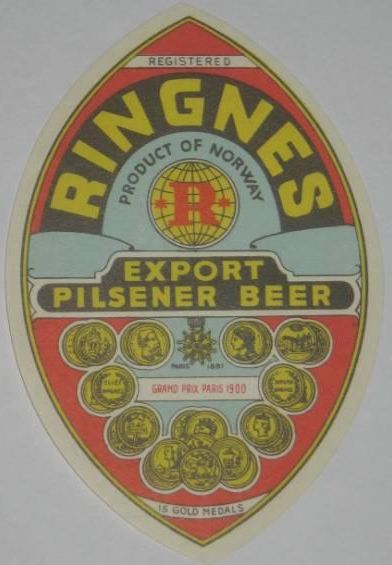 REGISTERED
RINGNES
PRODUCT OF NORWAY
R
EXPORT
PILSENER BEER
PARIS 1881
GRAND PRIX PARIS 1900
15 GOLD MEDALS